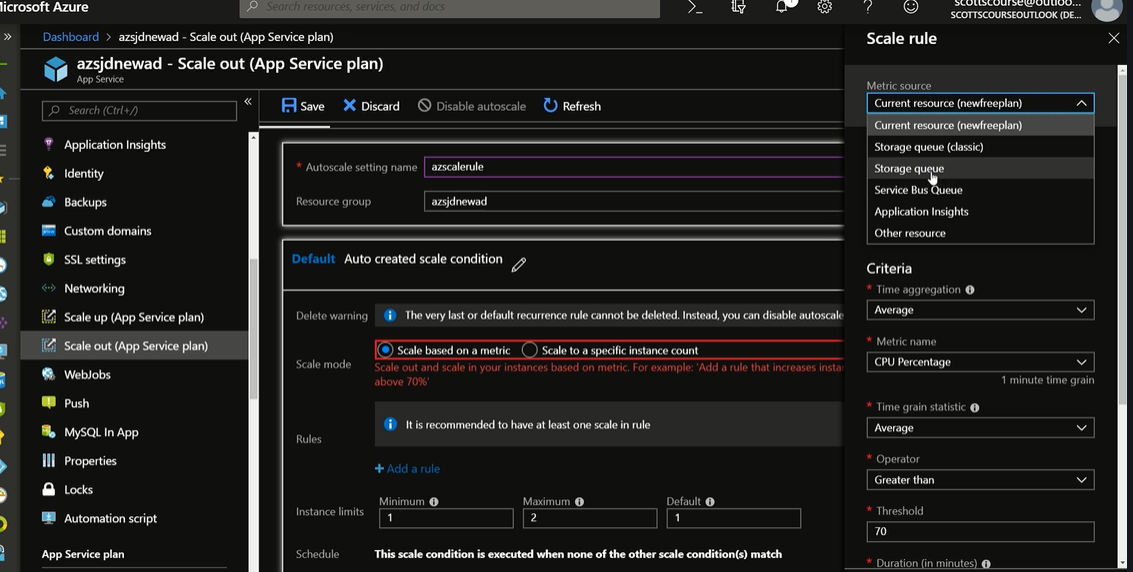 Microsoft Azure
Search resources, services, and docs
SCOTTSCOURSEOUTLOOK (DE...
Dashboard > azsjdnewad - Scale out (App Service plan)
azsjdnewad - Scale out (App Service plan)
App Service
Search (Ctrl+/)
Application Insights
Identity
Backups
Custom domains
SSL settings
Networking
Scale up (App Service plan)
Scale out (App Service plan)
WebJobs
Push
MySQL In App
Properties
Locks
Automation script
App Service plan
Save Discard Disable autoscale Refresh
* Autoscale setting name azscalerule
Resource group azsjdnewad
Default Auto created scale condition
Delete warning The very last or default recurrence rule cannot be deleted. Instead, you can disable autoscale
Scale mode
Scale based on a metric Scale to a specific instance count
Scale out and scale in your instances based on metric. For example: 'Add a rule that increases insta
above 70%'
Rules
It is recommended to have at least one scale in rule
+ Add a rule
Instance limits
Minimum Maximum Default
1 2 1
Schedule This scale condition is executed when none of the other scale condition(s) match
Scale rule
Metric source
Current resource (newfreeplan)
Current resource (newfreeplan)
Storage queue (classic)
Storage queue
Service Bus Queue
Application Insights
Other resource
Criteria
* Time aggregation
Average
* Metric name
CPU Percentage
1 minute time grain
* Time grain statistic
Average
* Operator
Greater than
* Threshold
70
* Duration (in minutes)